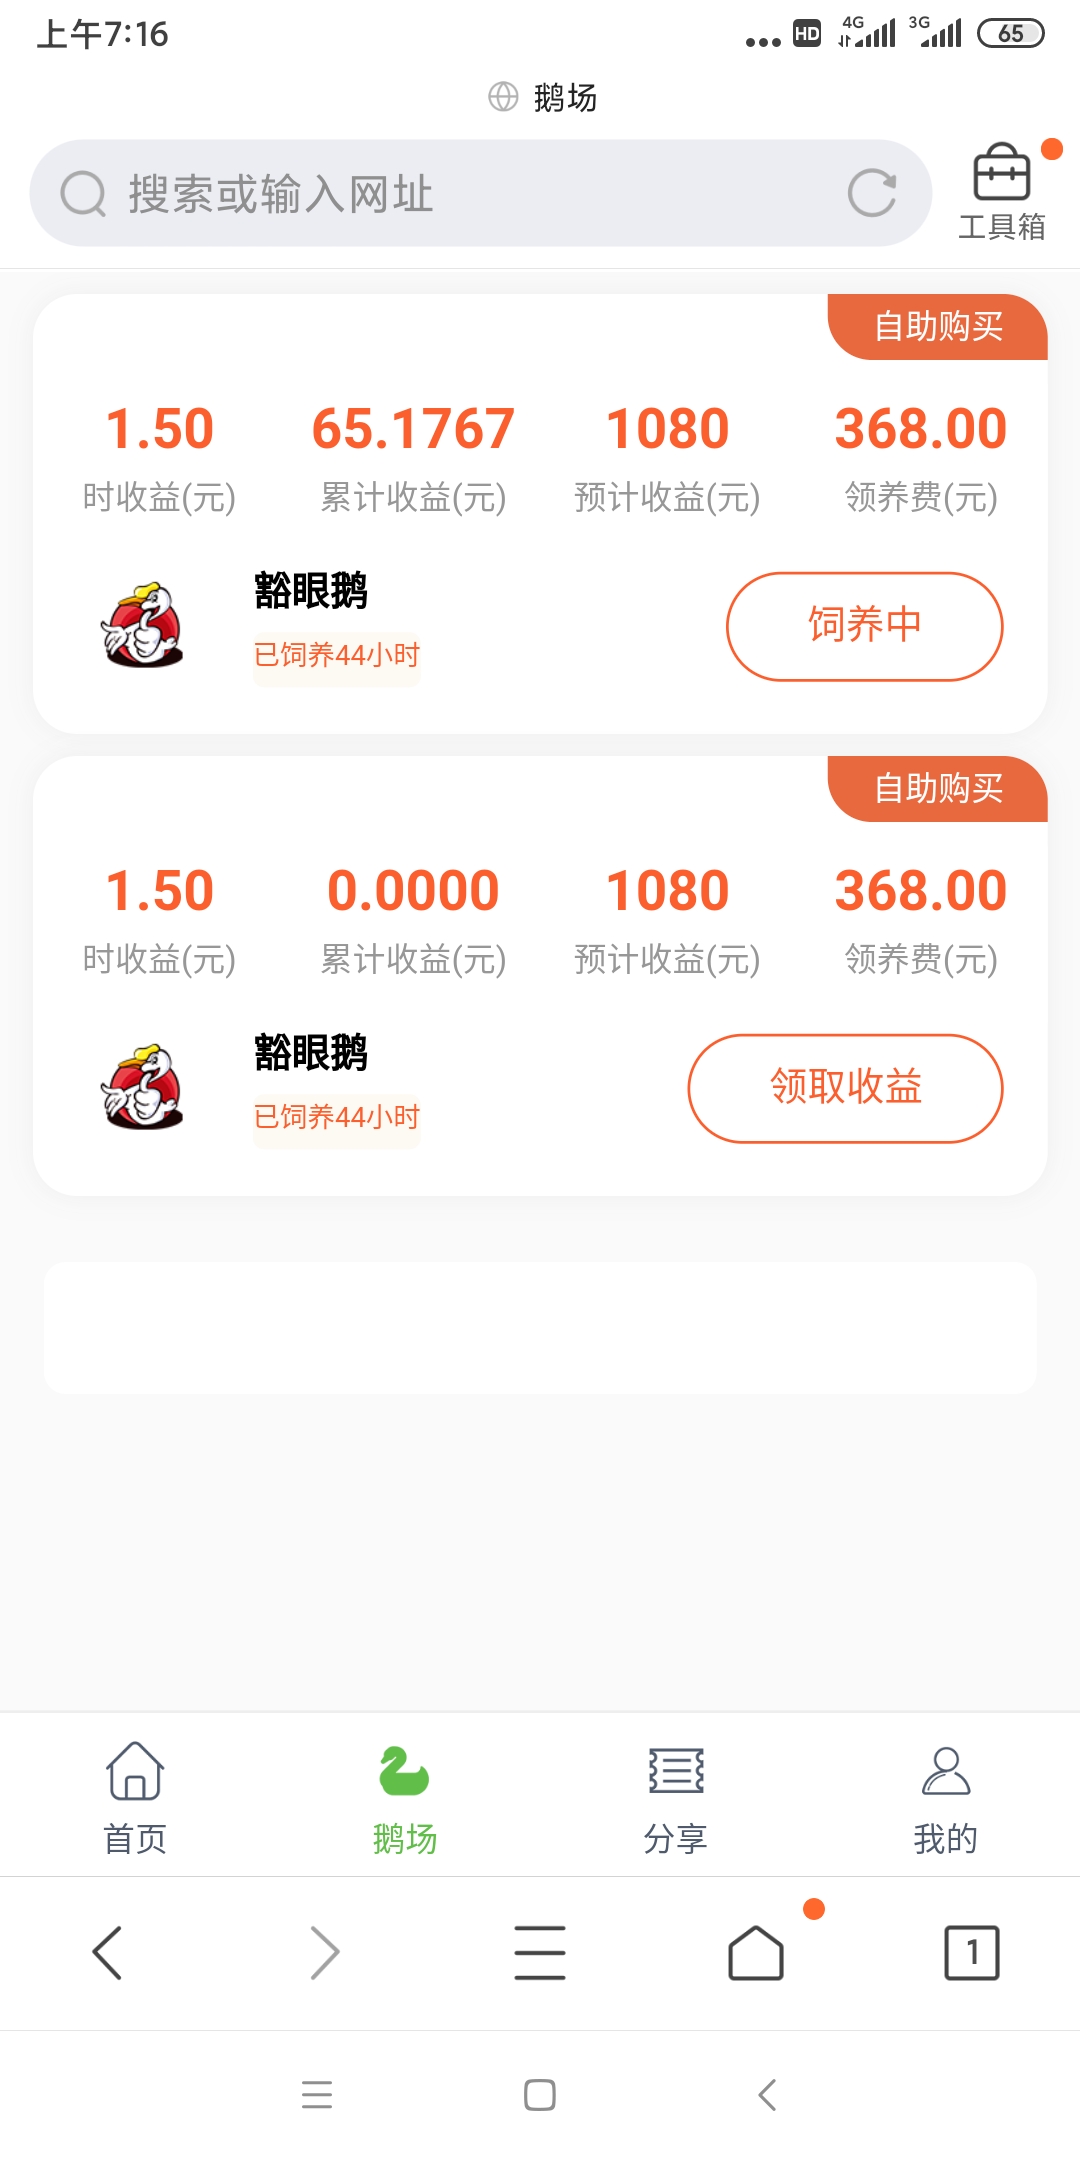 上午7:16
HD 4G 3G 65
鹅场
搜索或输入网址
工具箱
自助购买
1.50 65.1767 1080 368.00
时收益(元) 累计收益(元) 预计收益(元) 领养费(元)
豁眼鹅
已饲养44小时
饲养中
自助购买
1.50 0.0000 1080 368.00
时收益(元) 累计收益(元) 预计收益(元) 领养费(元)
豁眼鹅
已饲养44小时
领取收益
首页 鹅场 分享 我的
1